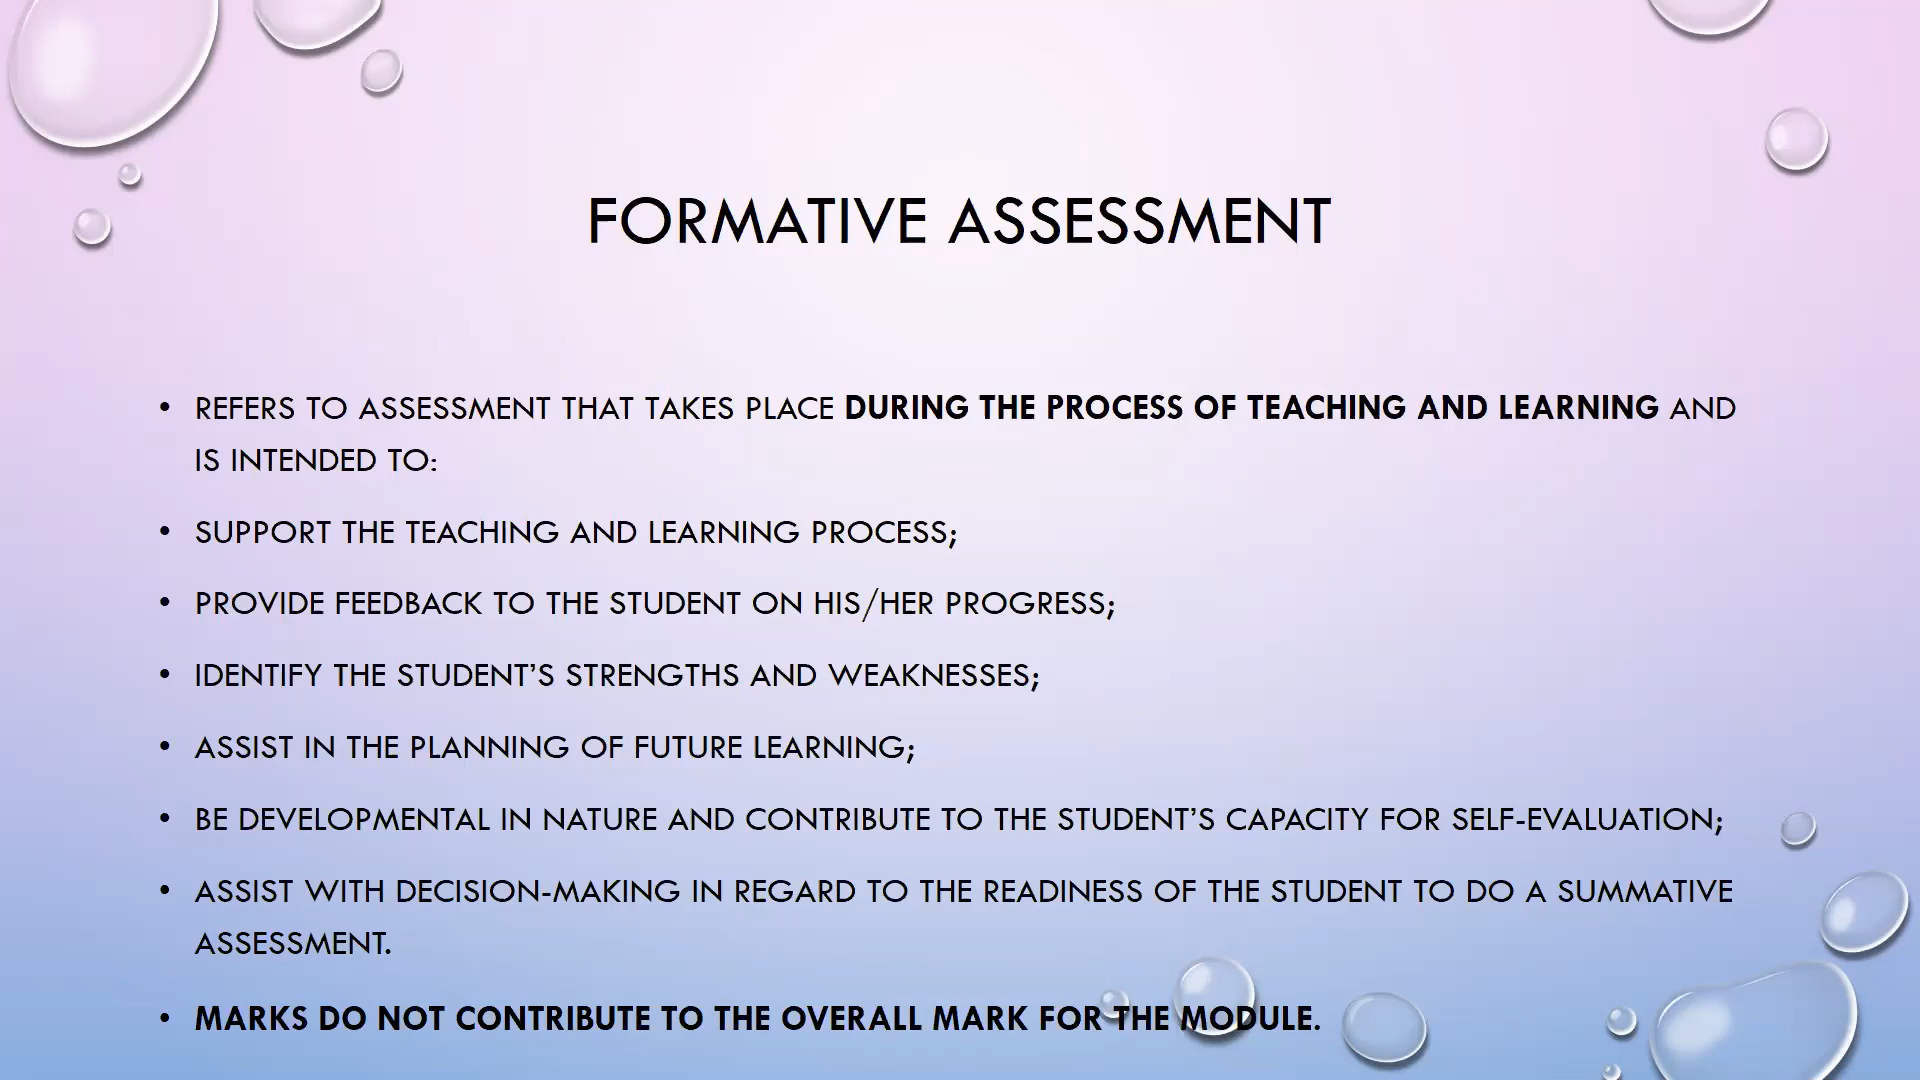 FORMATIVE ASSESSMENT
• REFERS TO ASSESSMENT THAT TAKES PLACE DURING THE PROCESS OF TEACHING AND LEARNING AND
IS INTENDED TO:
• SUPPORT THE TEACHING AND LEARNING PROCESS;
• PROVIDE FEEDBACK TO THE STUDENT ON HIS/HER PROGRESS;
• IDENTIFY THE STUDENT’S STRENGTHS AND WEAKNESSES;
• ASSIST IN THE PLANNING OF FUTURE LEARNING;
• BE DEVELOPMENTAL IN NATURE AND CONTRIBUTE TO THE STUDENT’S CAPACITY FOR SELF-EVALUATION;
• ASSIST WITH DECISION-MAKING IN REGARD TO THE READINESS OF THE STUDENT TO DO A SUMMATIVE
ASSESSMENT.
• MARKS DO NOT CONTRIBUTE TO THE OVERALL MARK FOR THE MODULE.